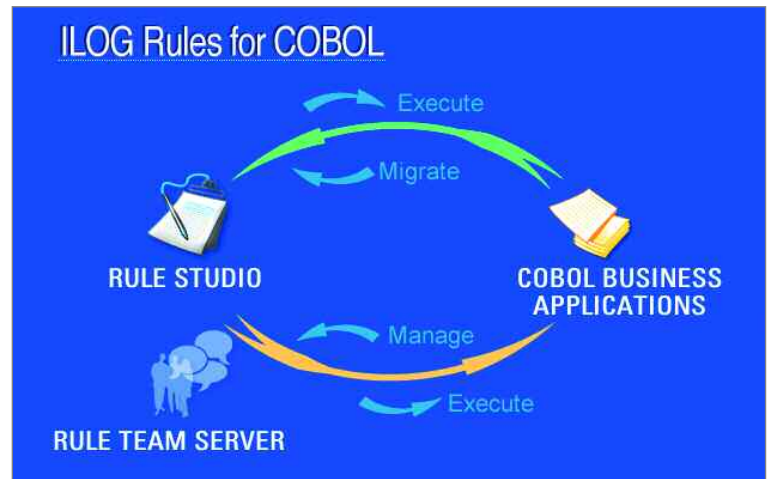 ILOG Rules for COBOL
Execute
Migrate
RULE STUDIO
COBOL BUSINESS
APPLICATIONS
Manage
Execute
RULE TEAM SERVER